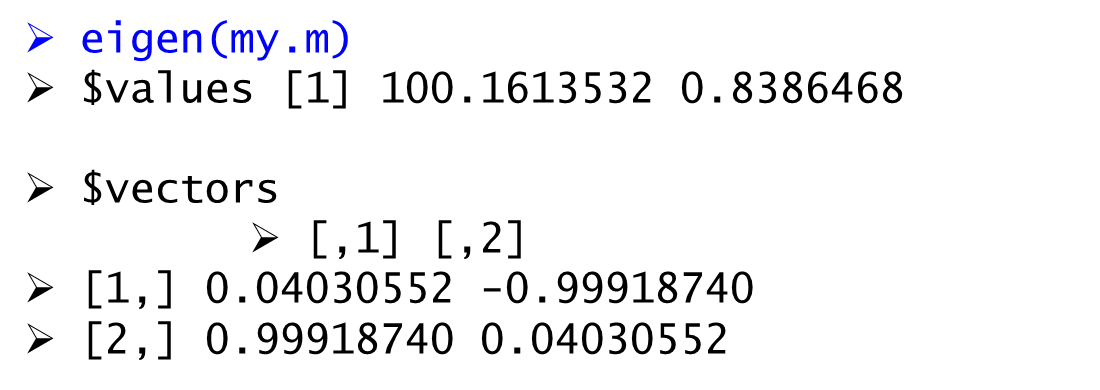 ➢ eigen(my.m)
➢ $values [1] 100.1613532 0.8386468
➢ $vectors
➢ [,1] [,2]
➢ [1,] 0.04030552 -0.99918740
➢ [2,] 0.99918740 0.04030552